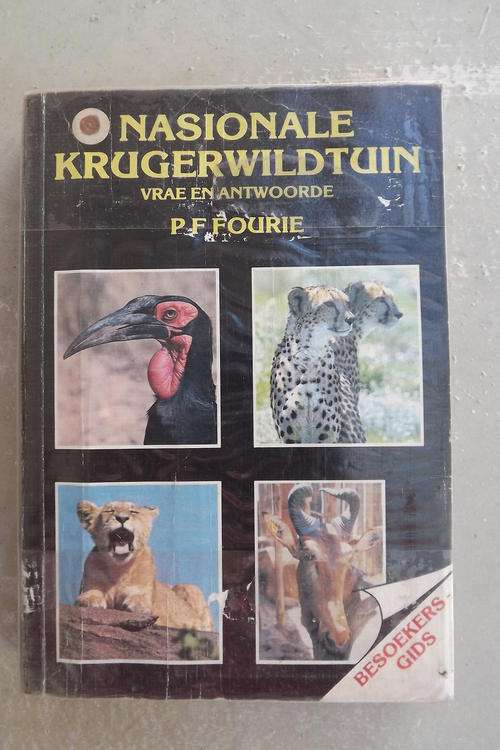 NASIONALE
KRUGERWILDTUIN
VRAE EN ANTWOORDE
P F FOURIE
BESOEKERS-
GIDS